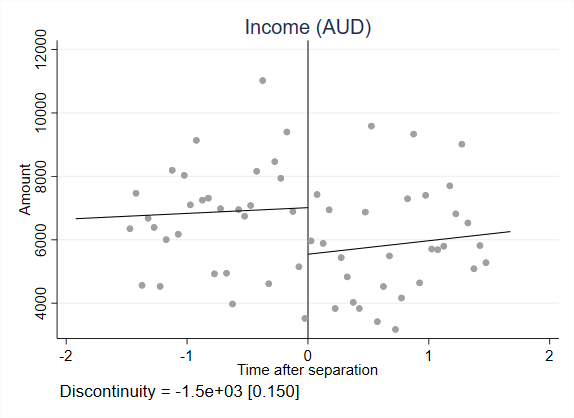 Income (AUD)
Amount
12000
10000
8000
6000
4000
-2 -1 0 1 2
Time after separation
Discontinuity = -1.5e+03 [0.150]